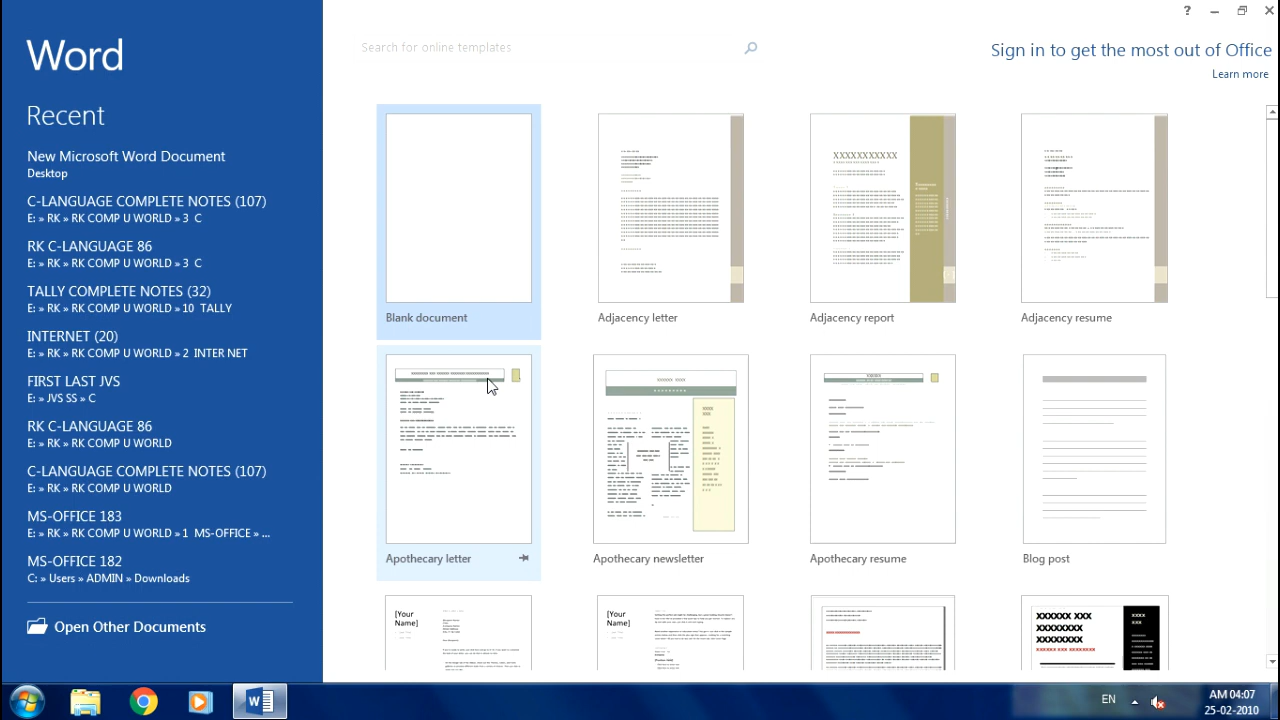 ?
Word
Search for online templates
Sign in to get the most out of Office
Learn more
Recent
New Microsoft Word Document
Desktop
C-LANGUAGE C-NOTES AND (107)
E: » RK » RK COMP U WORLD » 3 C
RK C-LANGUAGE 86
E: » RK » RK COMP U WORLD » 3 C
TALLY COMPLETE NOTES 92
E: » RK » RK COMP U WORLD » 10 TALLY
INTERNET (20)
E: » RK » RK COMP U WORLD » 2 INTER NET
FIRST LAST JVS
E: » JVS SS » C
RK C-LANGUAGE 86
E: » RK » RK COMP U WORLD » 3 C
C-LANGUAGE C-NOTES (107)
E: » RK » RK COMP U WORLD » 3 C
MS-OFFICE 183
E: » RK » RK COMP U WORLD » 1 MS-OFFICE » ...
MS-OFFICE 182
C: » Users » ADMIN » Downloads
Open Other Documents
Blank document
Adjacency letter
Adjacency report
Adjacency resume
Apothecary letter
Apothecary newsletter
Apothecary resume
Blog post
[Your
Name]
[Your
Name]
EN
AM 04:07
25-02-2010